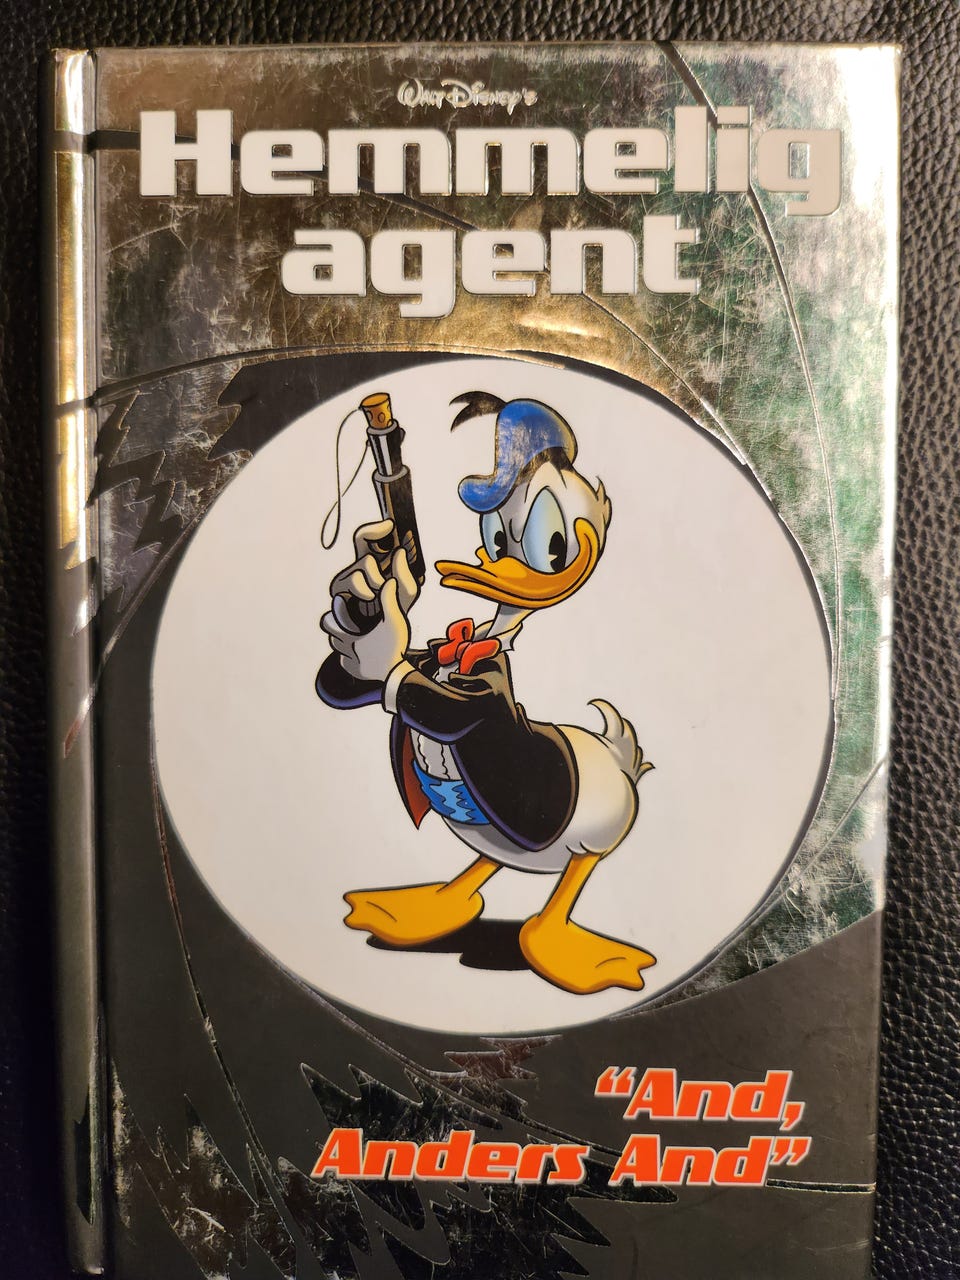 Walt Disney's
Hemmelig
agent
“And,
Anders And”